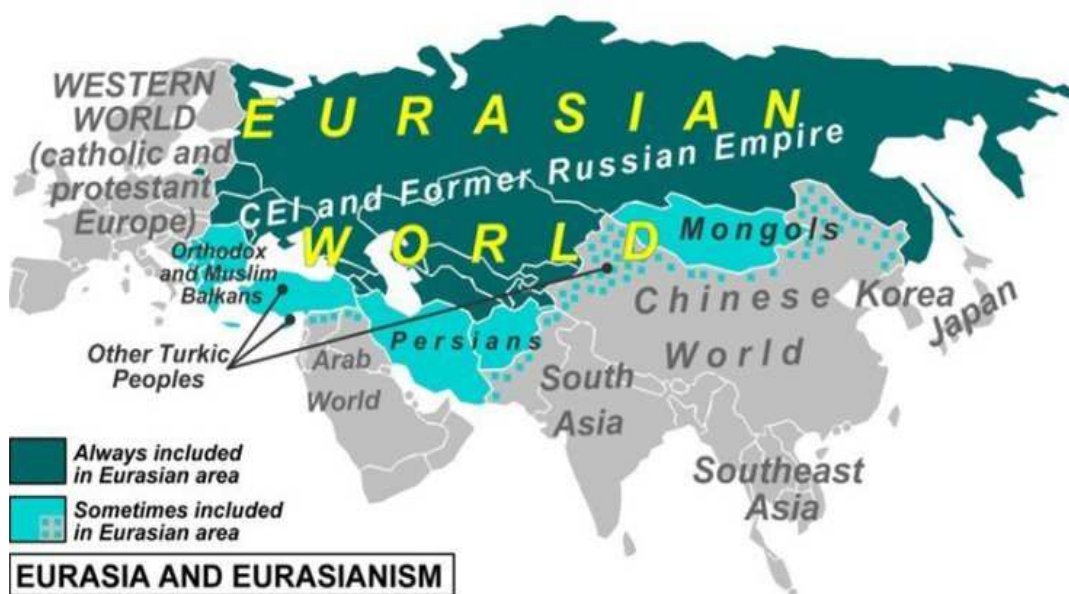 WESTERN
WORLD
(catholic and
protestant
Europe)
EURASIAN
CEI and Former Russian Empire
WORLD
Mongols
Orthodox
and Muslim
Balkans
Other Turkic
Peoples
Persians
Arab
World
Chinese
World
Korea
Japan
South
Asia
Southeast
Asia
Always included
in Eurasian area
Sometimes included
in Eurasian area
EURASIA AND EURASIANISM